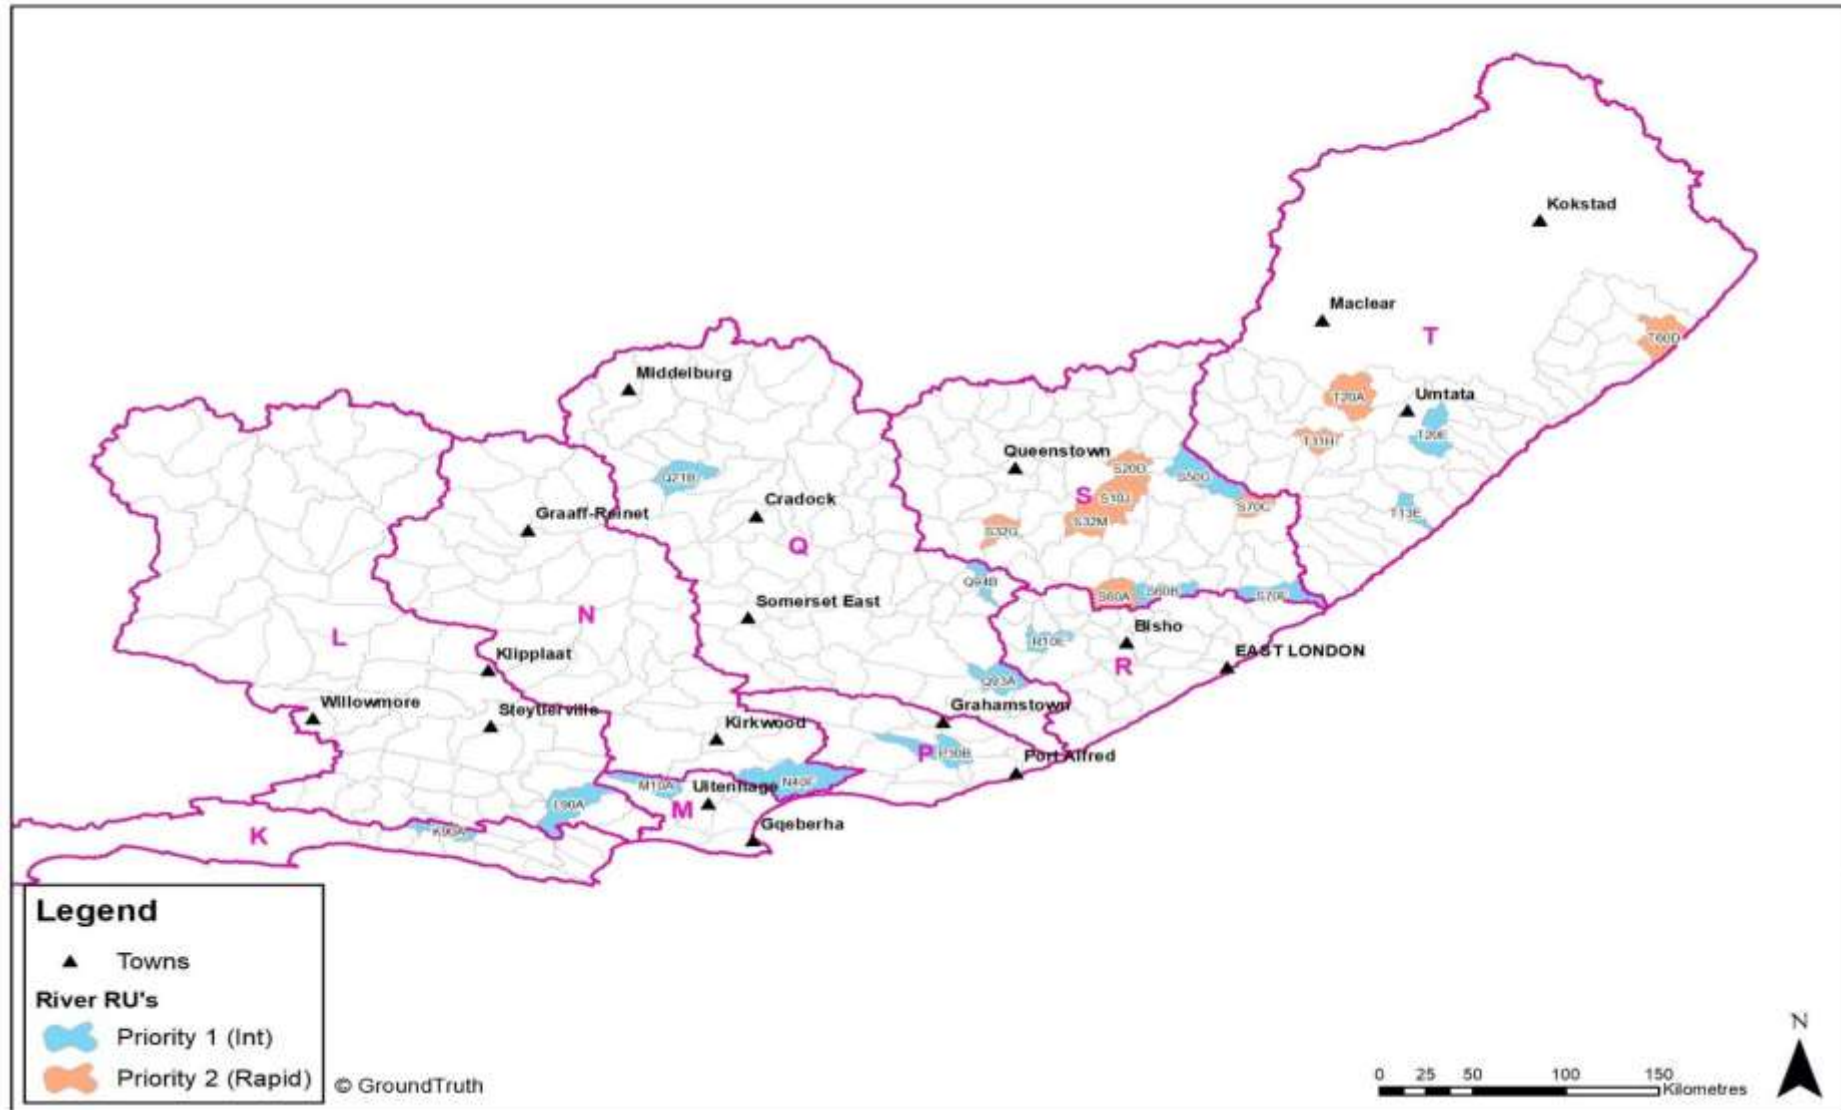 Kokstad
Maclear
T
T60D
Middelburg
T20A
Umtata
T20E
T31H
Queenstown
S20D
Q21B
S50G
Cradock
S
S10J
Graaff-Reinet
S70C
T13E
S32M
S32G
Q
Q94B
Somerset East
S60A
S60B
N
Bisho
L
R10E
EAST LONDON
Klipplaat
R
Q93A
Willowmore
Steytlerville
Grahamstown
Kirkwood
P
P30B
Port Alfred
M10A
Uitenhage
N40F
L90A
M
Gqeberha
K90A
K
Legend
Towns
River RU's
Priority 1 (Int)
Priority 2 (Rapid)
© GroundTruth
N
0 25 50 100 150
Kilometres